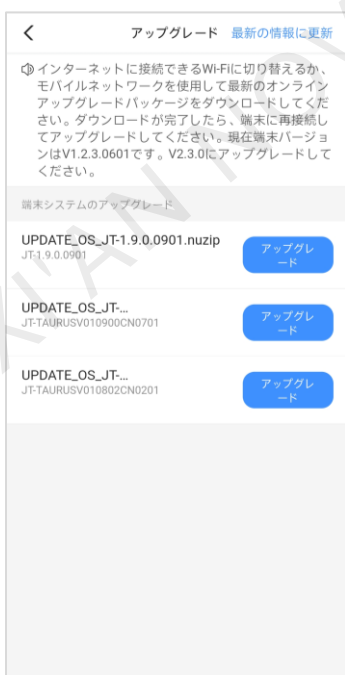 アップグレード 最新の情報に更新
インターネットに接続できるWi-Fiに切り替えるか、
モバイルネットワークを使用して最新のオンライン
アップグレードパッケージをダウンロードしてくだ
さい。ダウンロードが完了したら、端末に再接続し
てアップグレードしてください。現在端末バージョ
ンはV1.2.3.0601です。V2.3.0にアップグレードして
ください。
端末システムのアップグレード
UPDATE_OS_JT-1.9.0.0901.nuzip
JT-1.9.0.0901
アップグレ
ード
UPDATE_OS_JT-...
JT-TAURUSV010900CN0701
アップグレ
ード
UPDATE_OS_JT-...
JT-TAURUSV010802CN0201
アップグレ
ード
XI'AN NOV